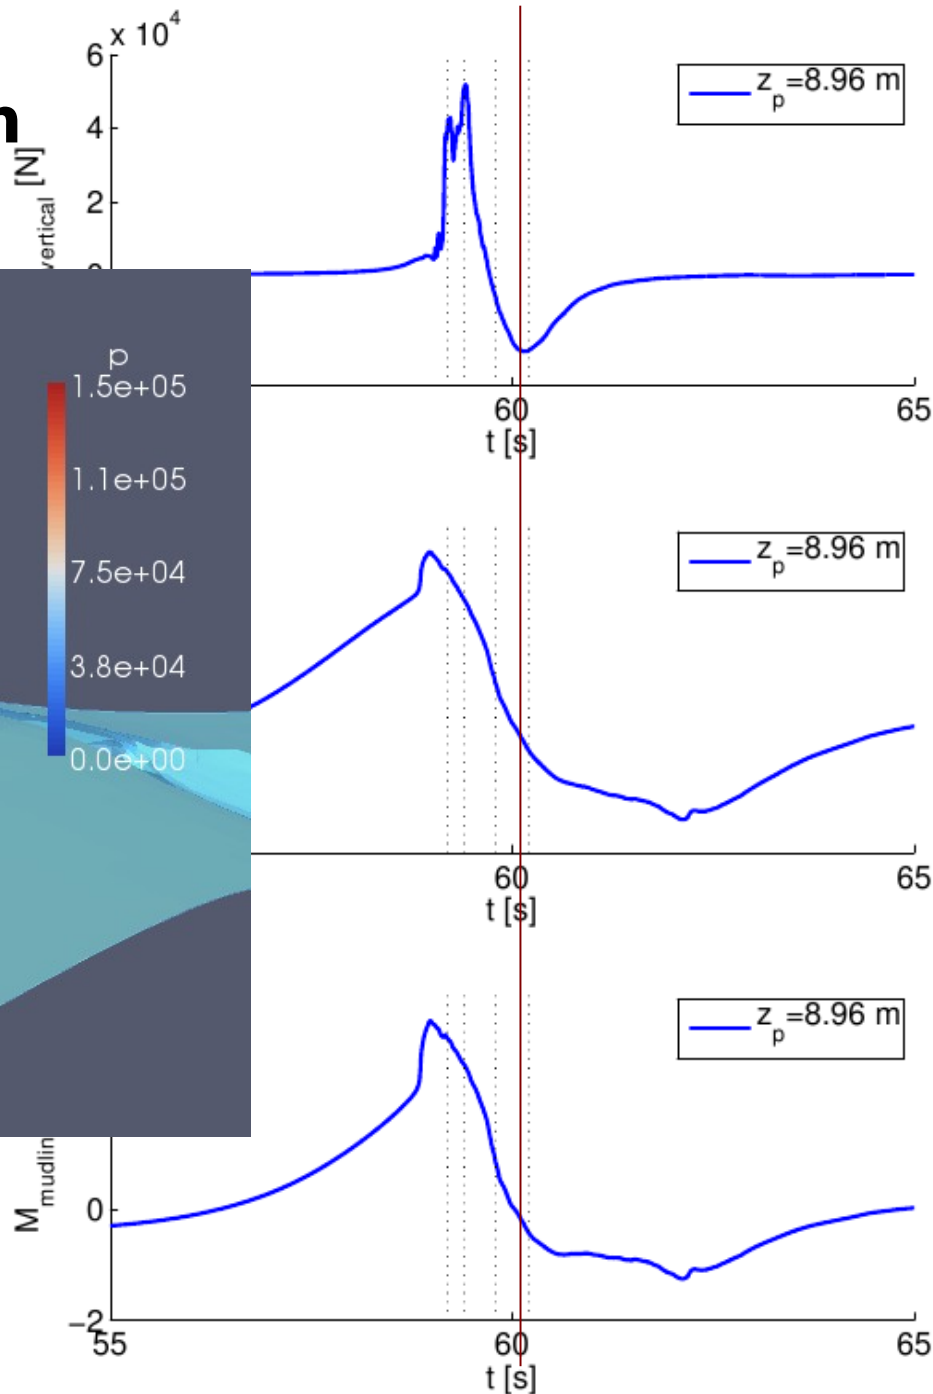 x 10^4
6
z_p=8.96 m
n
4
vertical [N]
2
p
1.5e+05
60
65
t [s]
1.1e+05
z_p=8.96 m
7.5e+04
3.8e+04
0.0e+00
60
65
t [s]
z_p=8.96 m
M_mudlin
0
−2
55
60
65
t [s]